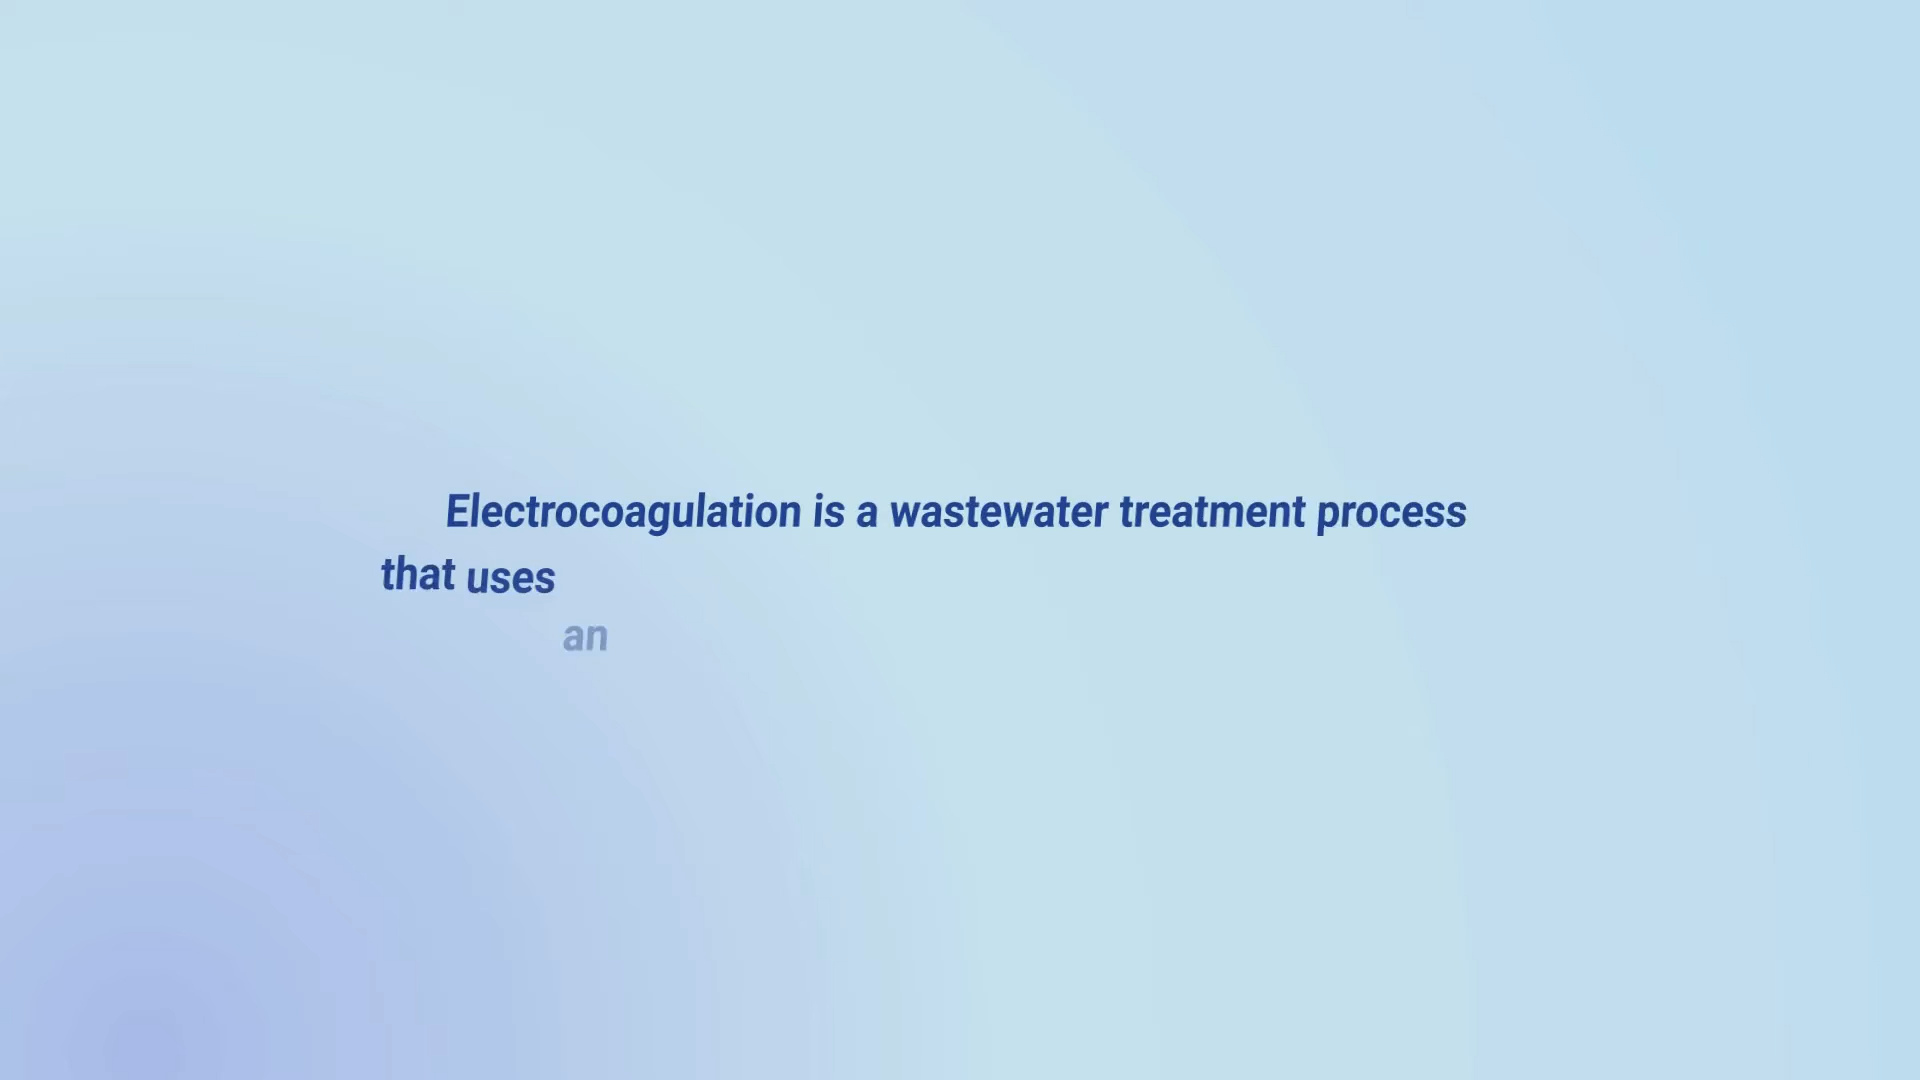 Electrocoagulation is a wastewater treatment process
that uses
an